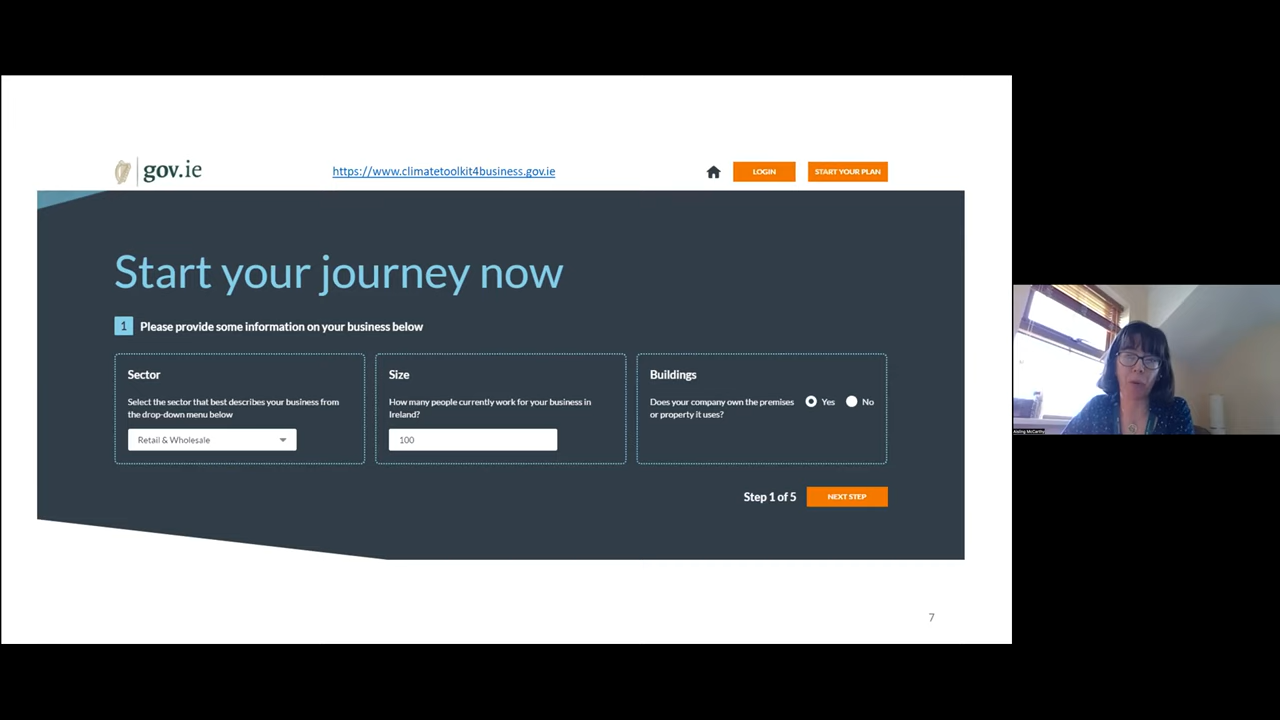 gov.ie
https://www.climatetoolkit4business.gov.ie
LOGIN
START YOUR PLAN
Start your journey now
1 Please provide some information on your business below
Sector
Select the sector that best describes your business from
the drop-down menu below
Retail & Wholesale
Size
How many people currently work for your business in
Ireland?
100
Buildings
Does your company own the premises
or property it uses?
Yes
No
Step 1 of 5
NEXT STEP
7
Aisling McCarthy